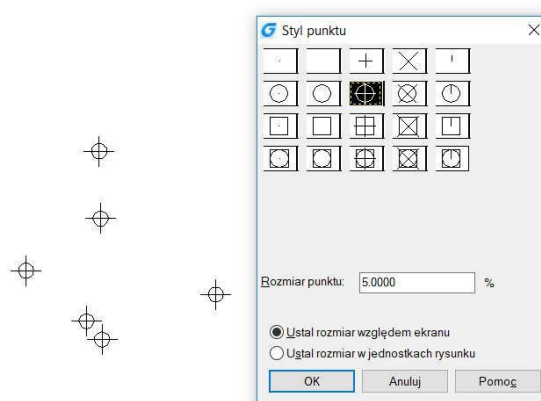 Styl punktu
Rozmiar punktu: 5.0000 %
Ustal rozmiar względem ekranu
Ustal rozmiar w jednostkach rysunku
OK Anuluj Pomoc